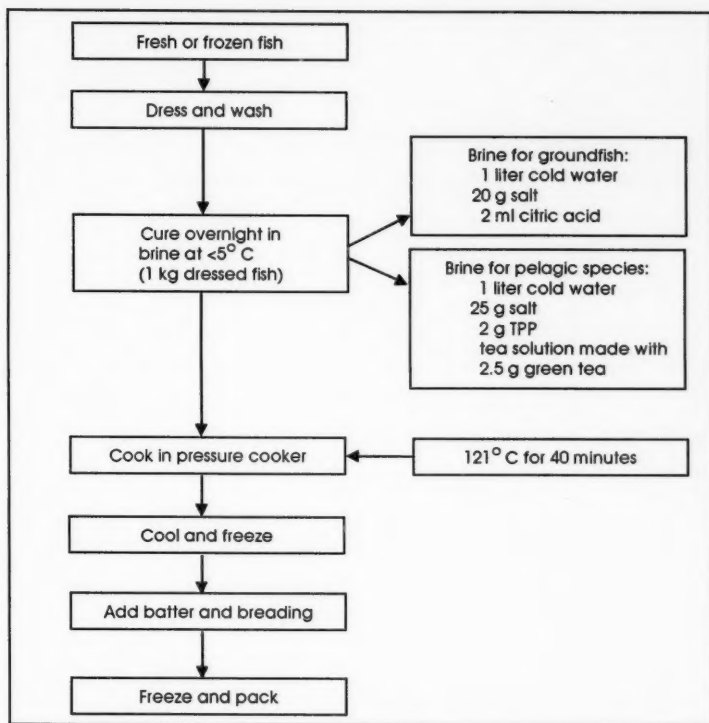 Fresh or frozen fish
Dress and wash
Cure overnight in
brine at <5° C
(1 kg dressed fish)
Brine for groundfish:
1 liter cold water
20 g salt
2 ml citric acid
Brine for pelagic species:
1 liter cold water
25 g salt
2 g TPP
tea solution made with
2.5 g green tea
Cook in pressure cooker
121° C for 40 minutes
Cool and freeze
Add batter and breading
Freeze and pack